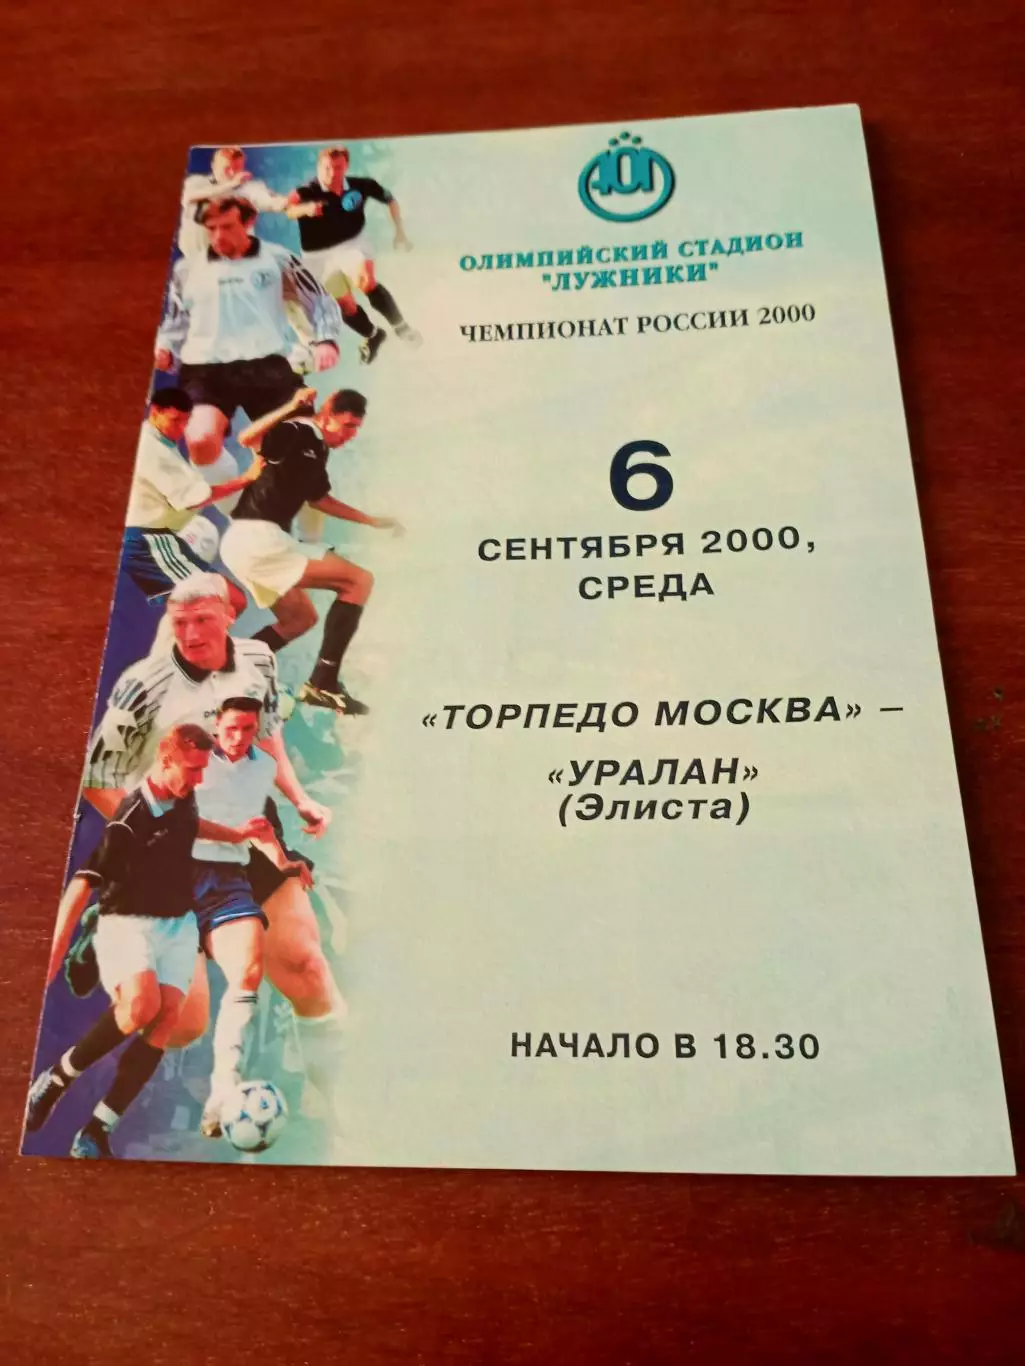 ОЛИМПИЙСКИЙ СТАДИОН
"ЛУЖНИКИ"
ЧЕМПИОНАТ РОССИИ 2000
6
СЕНТЯБРЯ 2000,
СРЕДА
«ТОРПЕДО МОСКВА» –
«УРАЛАН»
(Элиста)
НАЧАЛО В 18.30